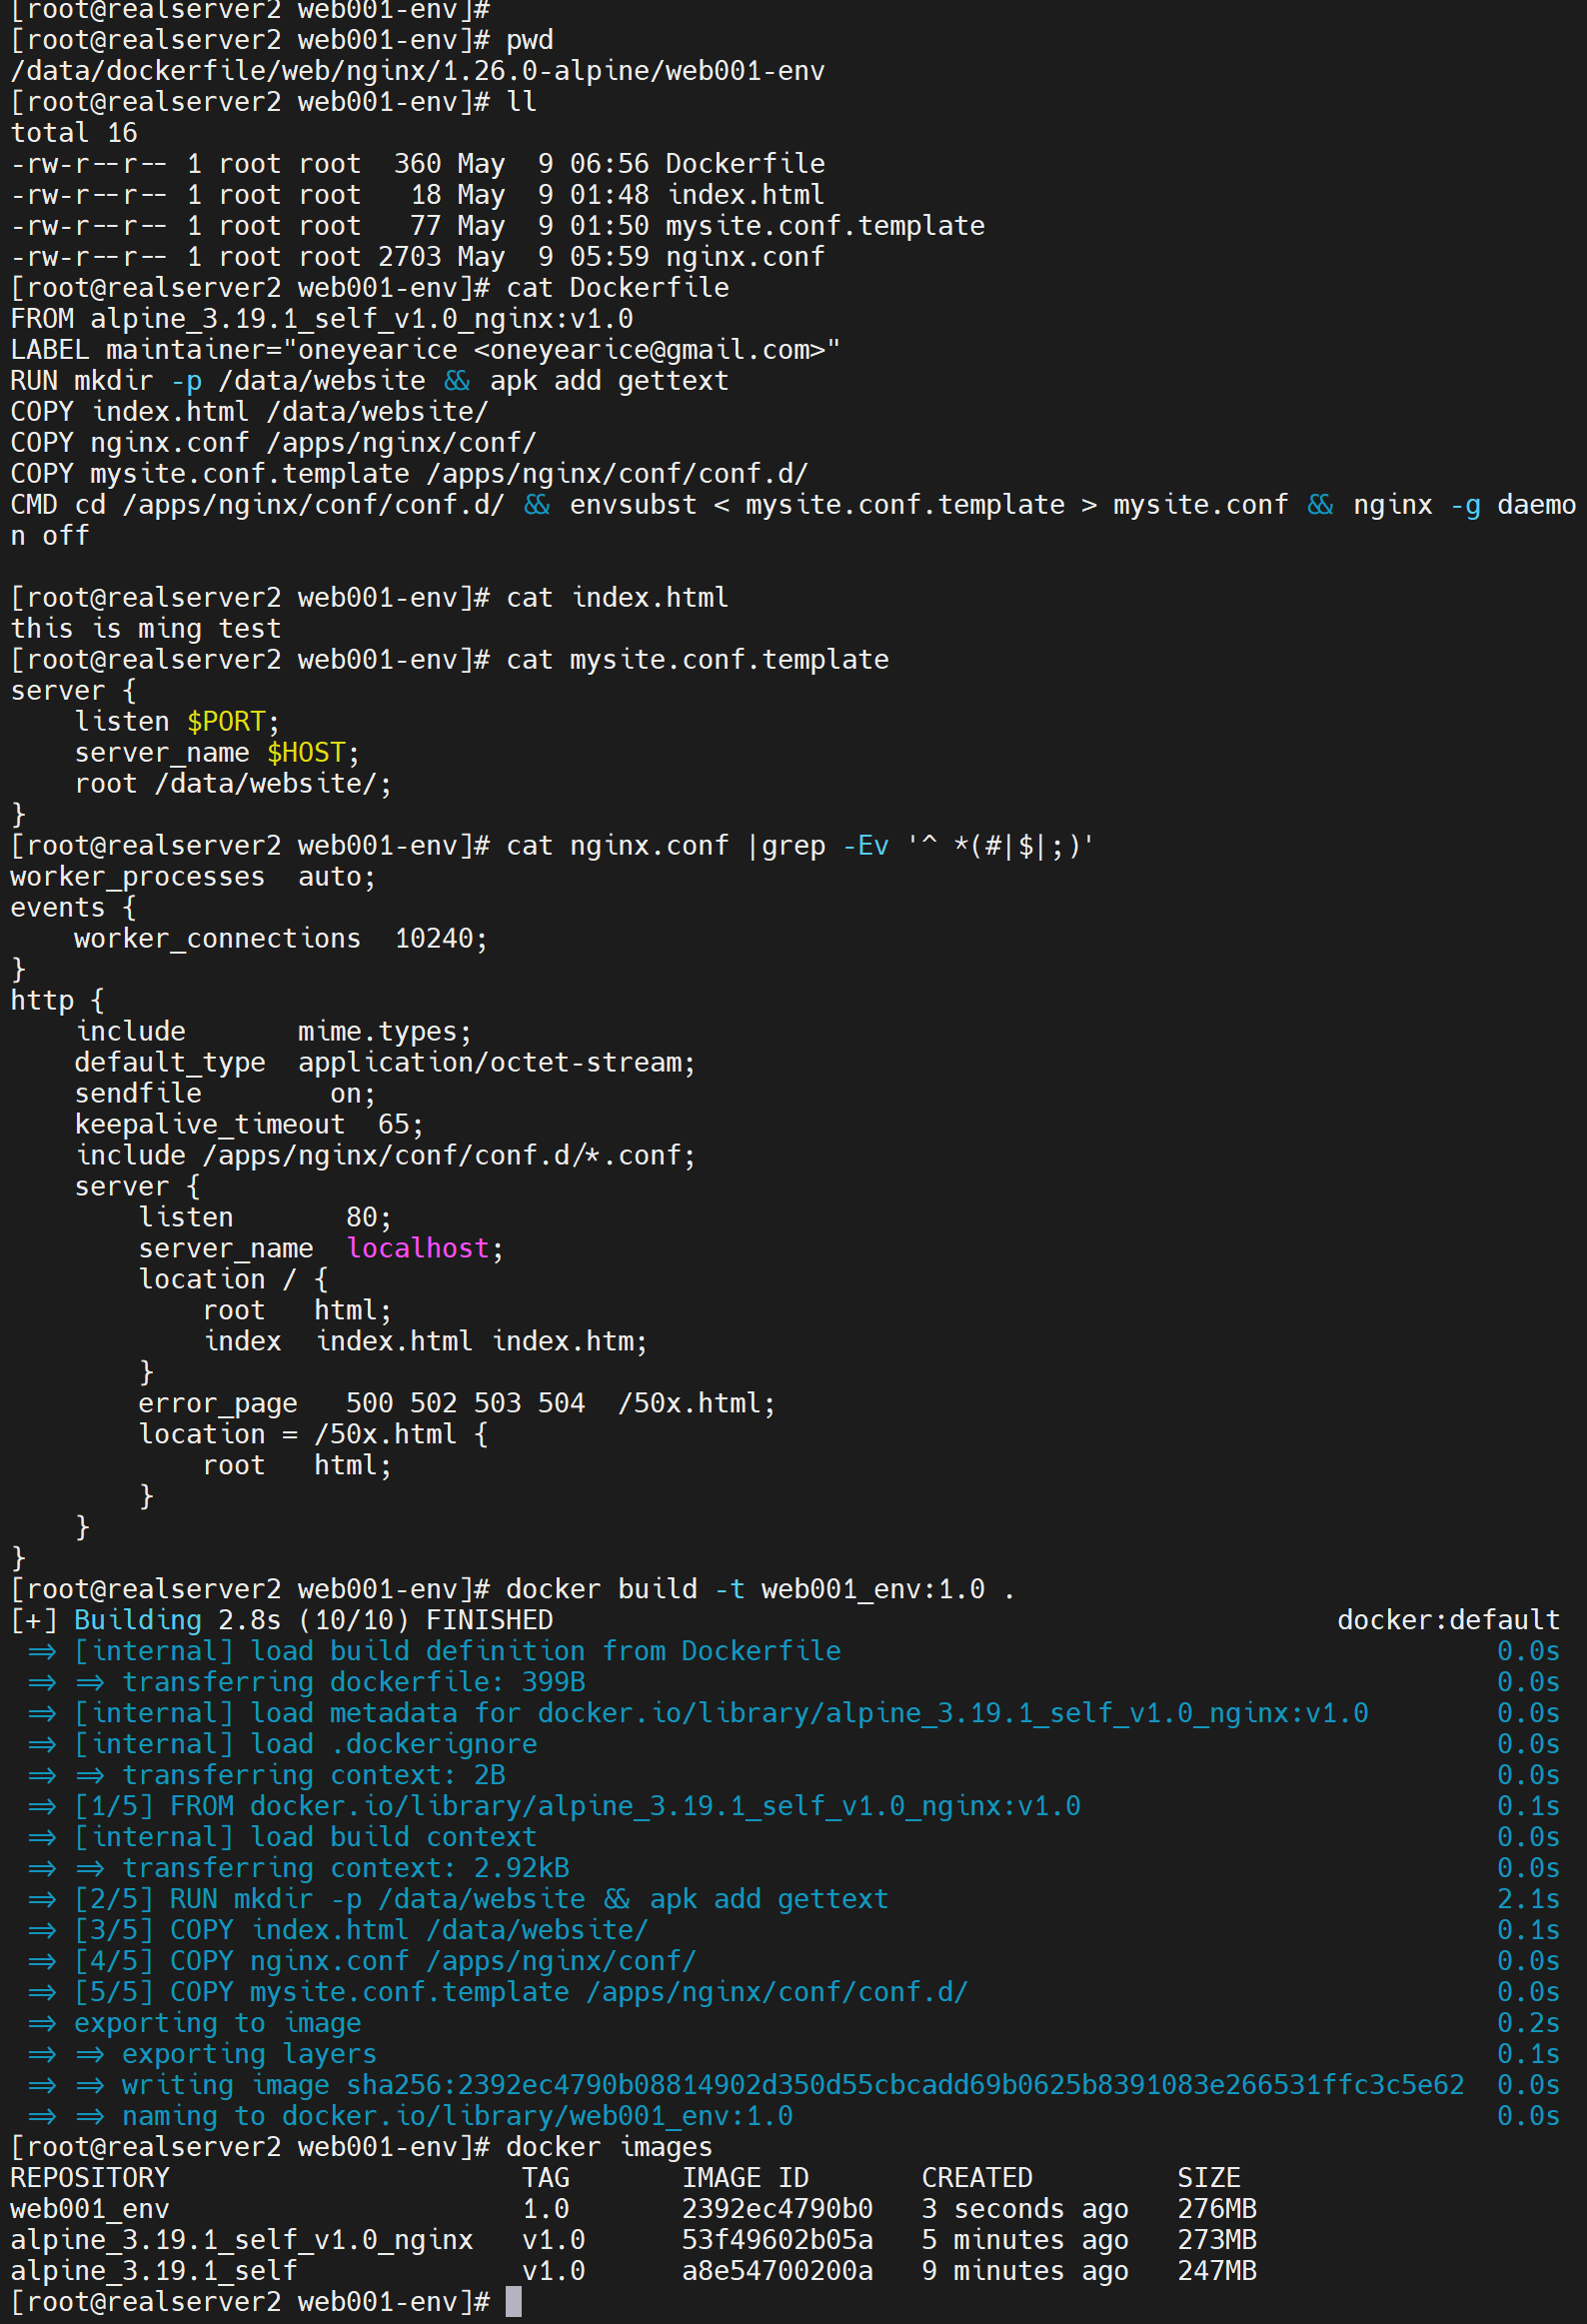 [root@realserver2 web001-env]#
[root@realserver2 web001-env]# pwd
/data/dockerfile/web/nginx/1.26.0-alpine/web001-env
[root@realserver2 web001-env]# ll
total 16
-rw-r--r-- 1 root root  360 May  9 06:56 Dockerfile
-rw-r--r-- 1 root root   18 May  9 01:48 index.html
-rw-r--r-- 1 root root   77 May  9 01:50 mysite.conf.template
-rw-r--r-- 1 root root 2703 May  9 05:59 nginx.conf
[root@realserver2 web001-env]# cat Dockerfile
FROM alpine_3.19.1_self_v1.0_nginx:v1.0
LABEL maintainer="oneyearice <oneyearice@gmail.com>"
RUN mkdir -p /data/website && apk add gettext
COPY index.html /data/website/
COPY nginx.conf /apps/nginx/conf/
COPY mysite.conf.template /apps/nginx/conf/conf.d/
CMD cd /apps/nginx/conf/conf.d/ && envsubst < mysite.conf.template > mysite.conf && nginx -g daemo
n off
[root@realserver2 web001-env]# cat index.html
this is ming test
[root@realserver2 web001-env]# cat mysite.conf.template
server {
    listen $PORT;
    server_name $HOST;
    root /data/website/;
}
[root@realserver2 web001-env]# cat nginx.conf |grep -Ev '^ *(#|$|;)'
worker_processes  auto;
events {
    worker_connections  10240;
}
http {
    include       mime.types;
    default_type  application/octet-stream;
    sendfile        on;
    keepalive_timeout  65;
    include /apps/nginx/conf/conf.d/*.conf;
    server {
        listen       80;
        server_name  localhost;
        location / {
            root   html;
            index  index.html index.htm;
        }
        error_page   500 502 503 504  /50x.html;
        location = /50x.html {
            root   html;
        }
    }
}
[root@realserver2 web001-env]# docker build -t web001_env:1.0 .
[+] Building 2.8s (10/10) FINISHED                                                 docker:default
 => [internal] load build definition from Dockerfile                                         0.0s
 => => transferring dockerfile: 399B                                                         0.0s
 => [internal] load metadata for docker.io/library/alpine_3.19.1_self_v1.0_nginx:v1.0        0.0s
 => [internal] load .dockerignore                                                            0.0s
 => => transferring context: 2B                                                              0.0s
 => [1/5] FROM docker.io/library/alpine_3.19.1_self_v1.0_nginx:v1.0                          0.1s
 => [internal] load build context                                                            0.0s
 => => transferring context: 2.92kB                                                          0.0s
 => [2/5] RUN mkdir -p /data/website && apk add gettext                                      2.1s
 => [3/5] COPY index.html /data/website/                                                     0.1s
 => [4/5] COPY nginx.conf /apps/nginx/conf/                                                  0.0s
 => [5/5] COPY mysite.conf.template /apps/nginx/conf/conf.d/                                 0.0s
 => exporting to image                                                                       0.2s
 => => exporting layers                                                                      0.1s
 => => writing image sha256:2392ec4790b08814902d350d55cbcadd69b0625b8391083e266531ffc3c5e62  0.0s
 => => naming to docker.io/library/web001_env:1.0                                            0.0s
[root@realserver2 web001-env]# docker images
REPOSITORY                      TAG       IMAGE ID       CREATED         SIZE
web001_env                      1.0       2392ec4790b0   3 seconds ago   276MB
alpine_3.19.1_self_v1.0_nginx   v1.0      53f49602b05a   5 minutes ago   273MB
alpine_3.19.1_self              v1.0      a8e54700200a   9 minutes ago   247MB
[root@realserver2 web001-env]#